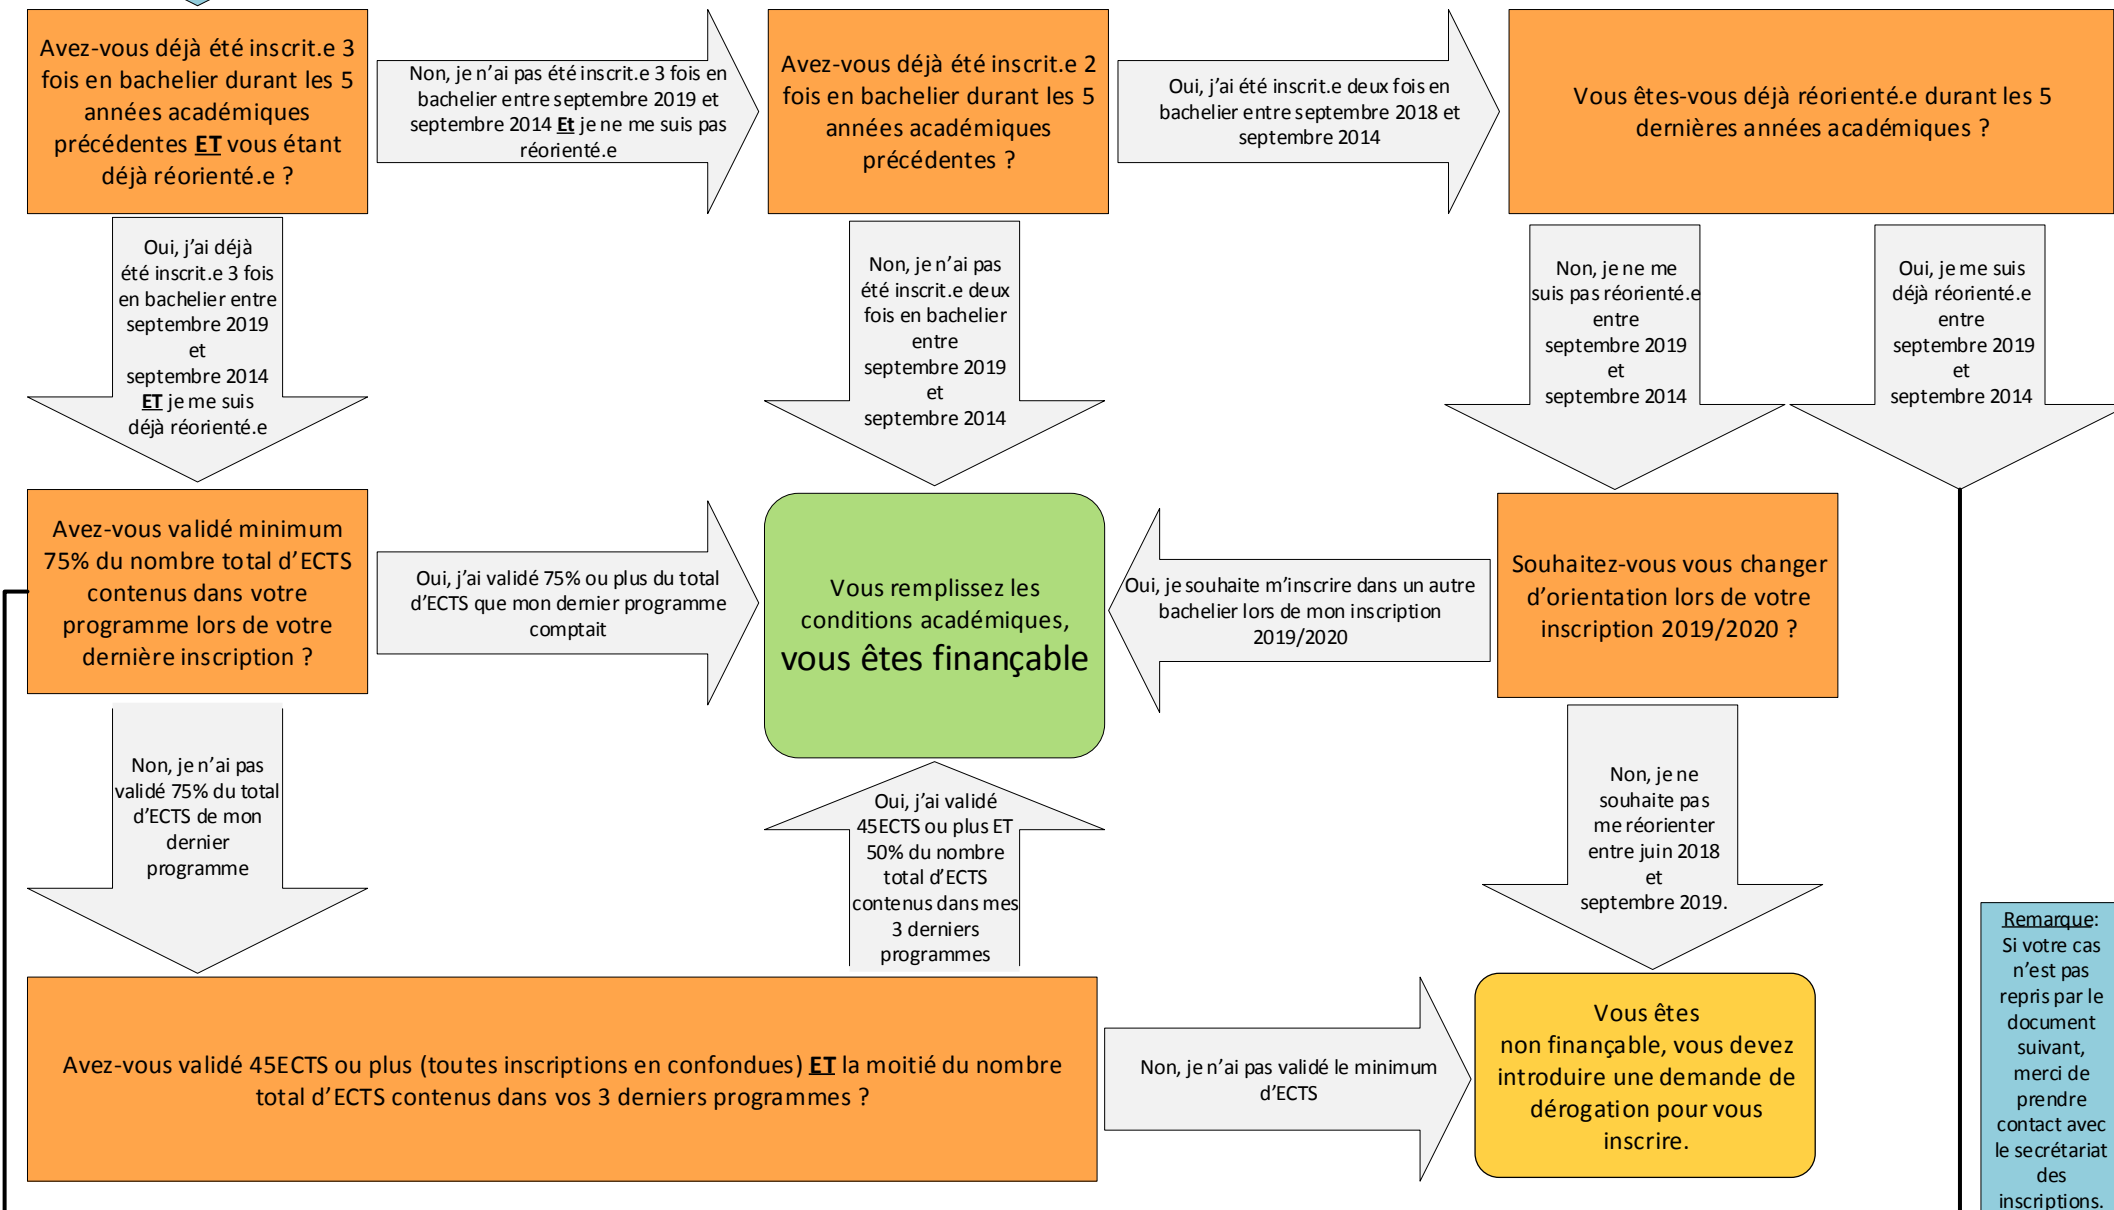 Avez-vous déjà été inscrit.e 3
fois en bachelier durant les 5
années académiques
précédentes ET vous étant
déjà réorienté.e ?
Non, je n’ai pas été inscrit.e 3 fois en
bachelier entre septembre 2019 et
septembre 2014 Et je ne me suis pas
réorienté.e
Avez-vous déjà été inscrit.e 2
fois en bachelier durant les 5
années académiques
précédentes ?
Oui, j’ai été inscrit.e deux fois en
bachelier entre septembre 2018 et
septembre 2014
Vous êtes-vous déjà réorienté.e durant les 5
dernières années académiques ?
Oui, j’ai déjà
été inscrit.e 3 fois
en bachelier entre
septembre 2019
et
septembre 2014
ET je me suis
déjà réorienté.e
Non, je n’ai pas
été inscrit.e deux
fois en bachelier
entre
septembre 2019
et
septembre 2014
Non, je ne me
suis pas réorienté.e
entre
septembre 2019
et
septembre 2014
Oui, je me suis
déjà réorienté.e
entre
septembre 2019
et
septembre 2014
Avez-vous validé minimum
75% du nombre total d’ECTS
contenus dans votre
programme lors de votre
dernière inscription ?
Oui, j’ai validé 75% ou plus du total
d’ECTS que mon dernier programme
comptait
Vous remplissez les
conditions académiques,
vous êtes finançable
Oui, je souhaite m’inscrire dans un autre
bachelier lors de mon inscription
2019/2020
Souhaitez-vous vous changer
d’orientation lors de votre
inscription 2019/2020 ?
Non, je n’ai pas
validé 75% du total
d’ECTS de mon
dernier
programme
Oui, j’ai validé
45ECTS ou plus ET
50% du nombre
total d’ECTS
contenus dans mes
3 derniers
programmes
Non, je ne
souhaite pas
me réorienter
entre juin 2018
et
septembre 2019.
Avez-vous validé 45ECTS ou plus (toutes inscriptions en confondues) ET la moitié du nombre
total d’ECTS contenus dans vos 3 derniers programmes ?
Non, je n’ai pas validé le minimum
d’ECTS
Vous êtes
non finançable, vous devez
introduire une demande de
dérogation pour vous
inscrire.
Remarque:
Si votre cas
n’est pas
repris par le
document
suivant,
merci de
prendre
contact avec
le secrétariat
des
inscriptions.